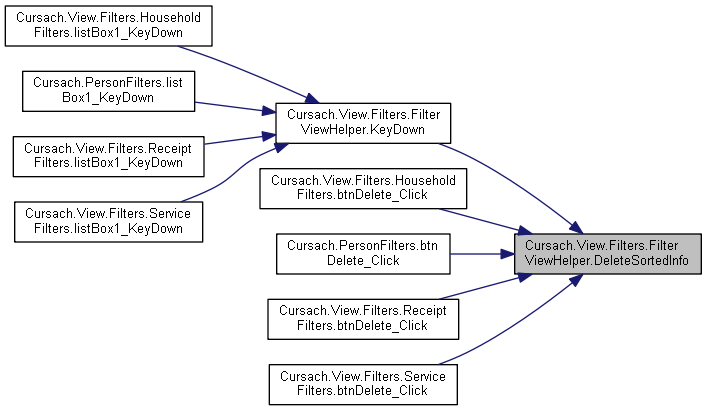 Cursach.View.Filters.Household
Filters.listBox1_KeyDown
Cursach.PersonFilters.list
Box1_KeyDown
Cursach.View.Filters.Receipt
Filters.listBox1_KeyDown
Cursach.View.Filters.Service
Filters.listBox1_KeyDown
Cursach.View.Filters.Filter
ViewHelper.KeyDown
Cursach.View.Filters.Household
Filters.btnDelete_Click
Cursach.PersonFilters.btn
Delete_Click
Cursach.View.Filters.Receipt
Filters.btnDelete_Click
Cursach.View.Filters.Service
Filters.btnDelete_Click
Cursach.View.Filters.Filter
ViewHelper.DeleteSortedInfo